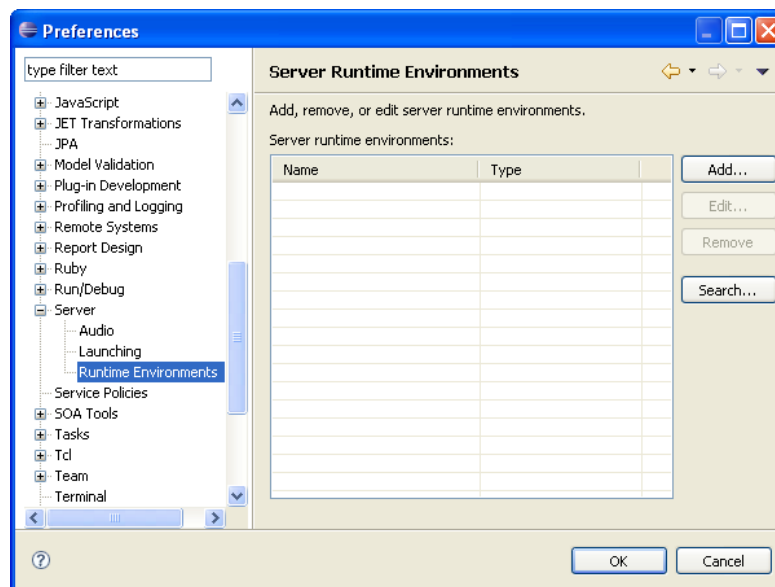 Preferences
type filter text
JavaScript
JET Transformations
JPA
Model Validation
Plug-in Development
Profiling and Logging
Remote Systems
Report Design
Ruby
Run/Debug
Server
Audio
Launching
Runtime Environments
Service Policies
SOA Tools
Tasks
Tcl
Team
Terminal
Server Runtime Environments
Add, remove, or edit server runtime environments.
Server runtime environments:
Name Type
Add...
Edit...
Remove
Search...
?
OK Cancel